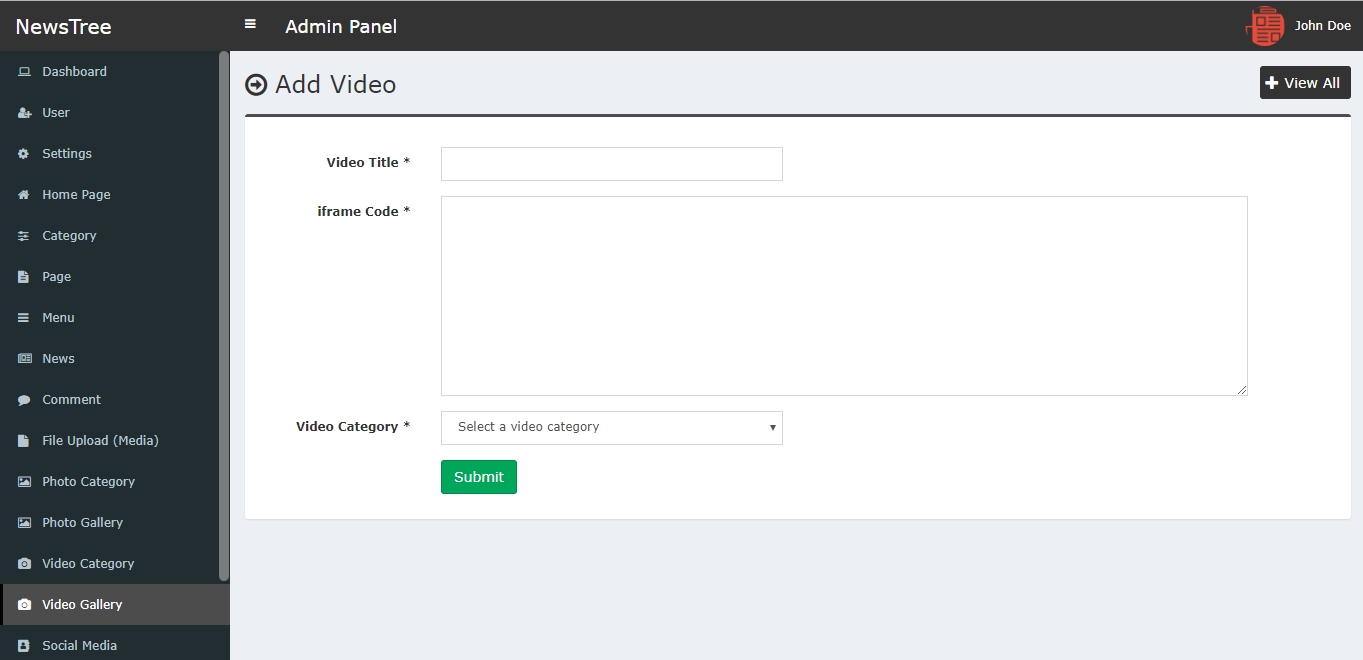 NewsTree
Admin Panel
John Doe
Dashboard
User
Settings
Home Page
Category
Page
Menu
News
Comment
File Upload (Media)
Photo Category
Photo Gallery
Video Category
Video Gallery
Social Media
Add Video
View All
Video Title *
iframe Code *
Video Category *
Select a video category
Submit